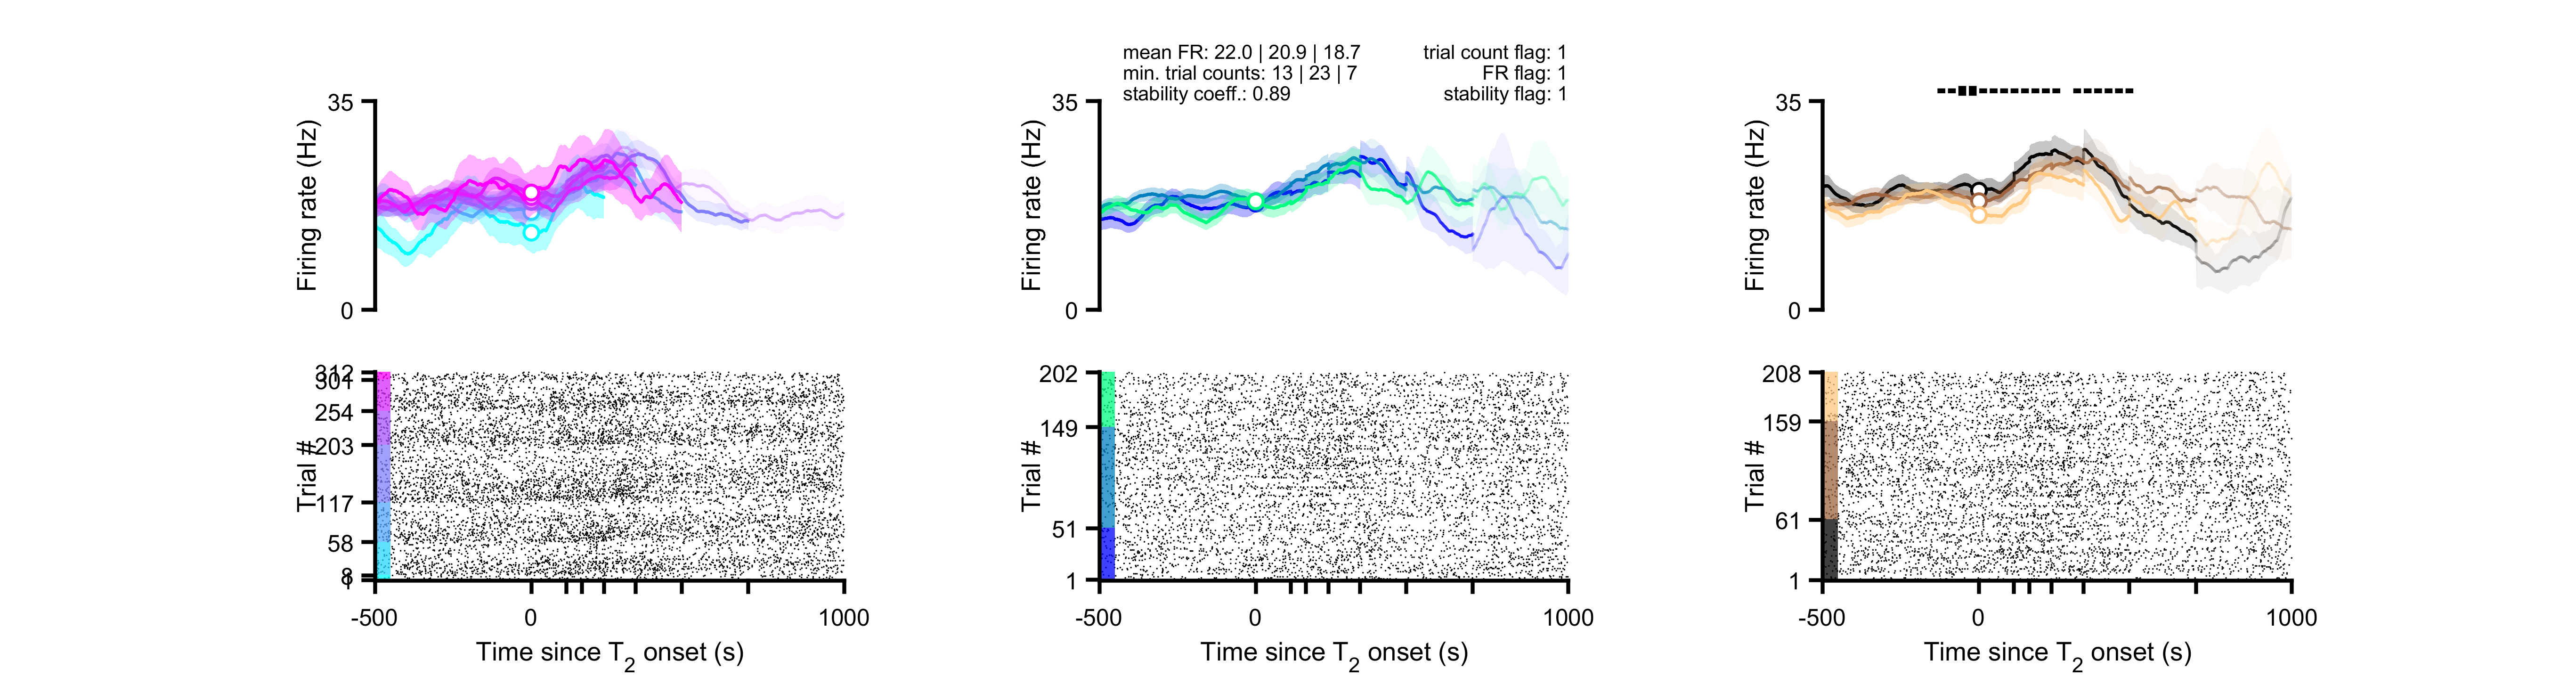 mean FR: 22.0 | 20.9 | 18.7
min. trial counts: 13 | 23 | 7
stability coeff.: 0.89
trial count flag: 1
FR flag: 1
stability flag: 1
35
Firing rate (Hz)
0
35
Firing rate (Hz)
0
35
Firing rate (Hz)
0
312
304
254
203
117
58
8
Trial #
-500
0
1000
Time since T2 onset (s)
202
149
51
1
Trial #
-500
0
1000
Time since T2 onset (s)
208
159
61
1
Trial #
-500
0
1000
Time since T2 onset (s)